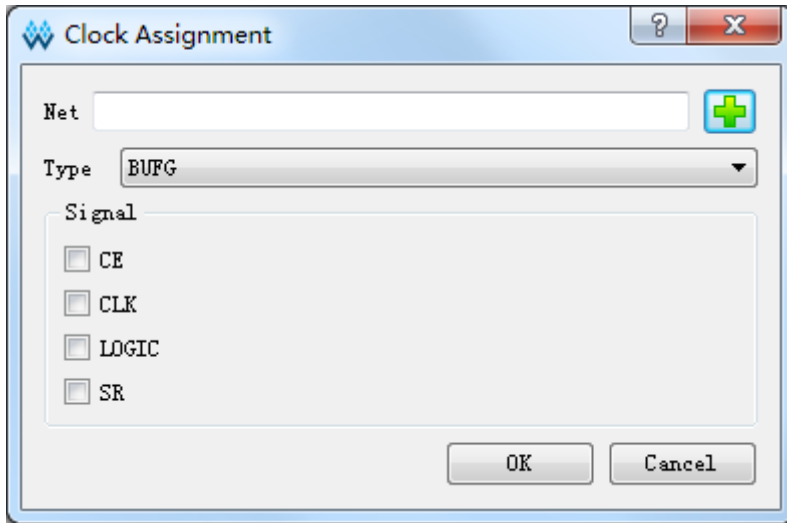 Clock Assignment
Net
Type BUFG
Signal
CE
CLK
LOGIC
SR
OK Cancel